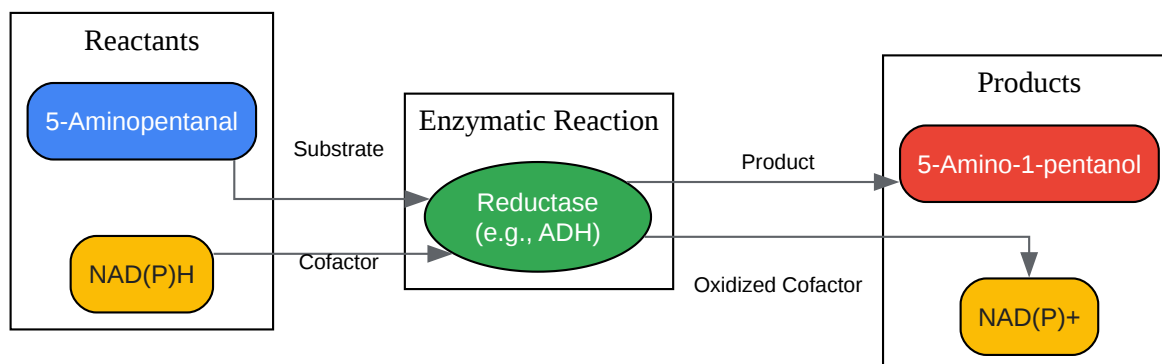 Reactants
5-Aminopentanal
NAD(P)H
Substrate
Cofactor
Enzymatic Reaction
Reductase
(e.g., ADH)
Product
Oxidized Cofactor
Products
5-Amino-1-pentanol
NAD(P)+